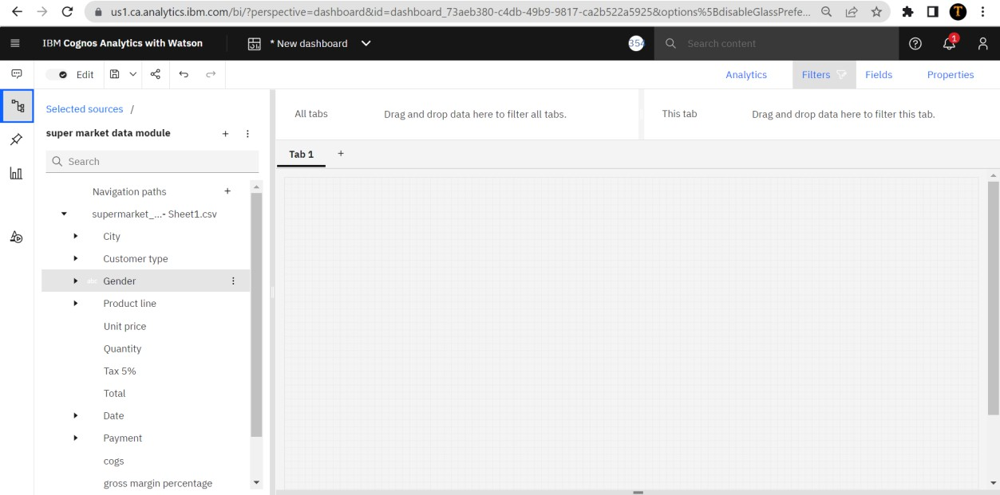 us1.ca.analytics.ibm.com/bi/?perspective=dashboard&id=dashboard_73aeb380-c4db-49b9-9817-ca2b522a5925&options%5BdisableGlassPrefe...
T
IBM Cognos Analytics with Watson
* New dashboard
354
Search content
1
Edit
Analytics
Filters
Fields
Properties
Selected sources /
super market data module
Search
Navigation paths
supermarket_...- Sheet1.csv
City
Customer type
abc Gender
Product line
Unit price
Quantity
Tax 5%
Total
Date
Payment
cogs
gross margin percentage
All tabs
Drag and drop data here to filter all tabs.
This tab
Drag and drop data here to filter this tab.
Tab 1